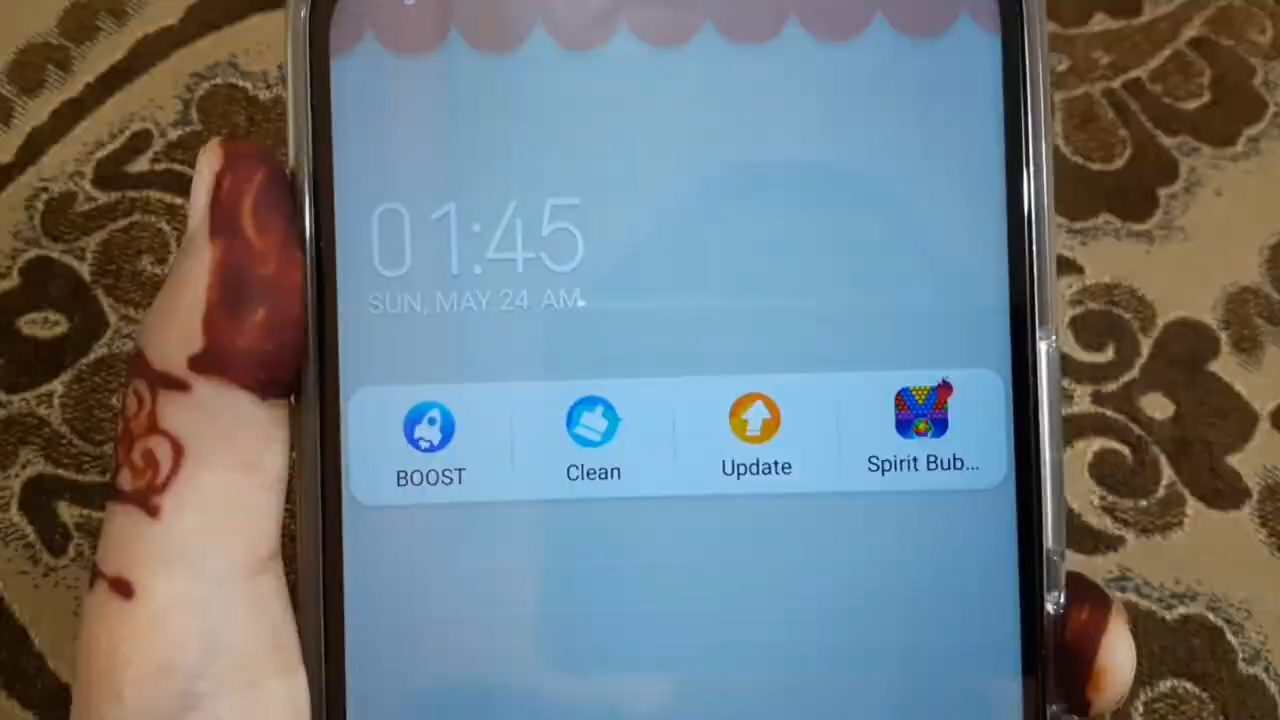 01:45
SUN, MAY 24 AM
BOOST
Clean
Update
Spirit Bub...